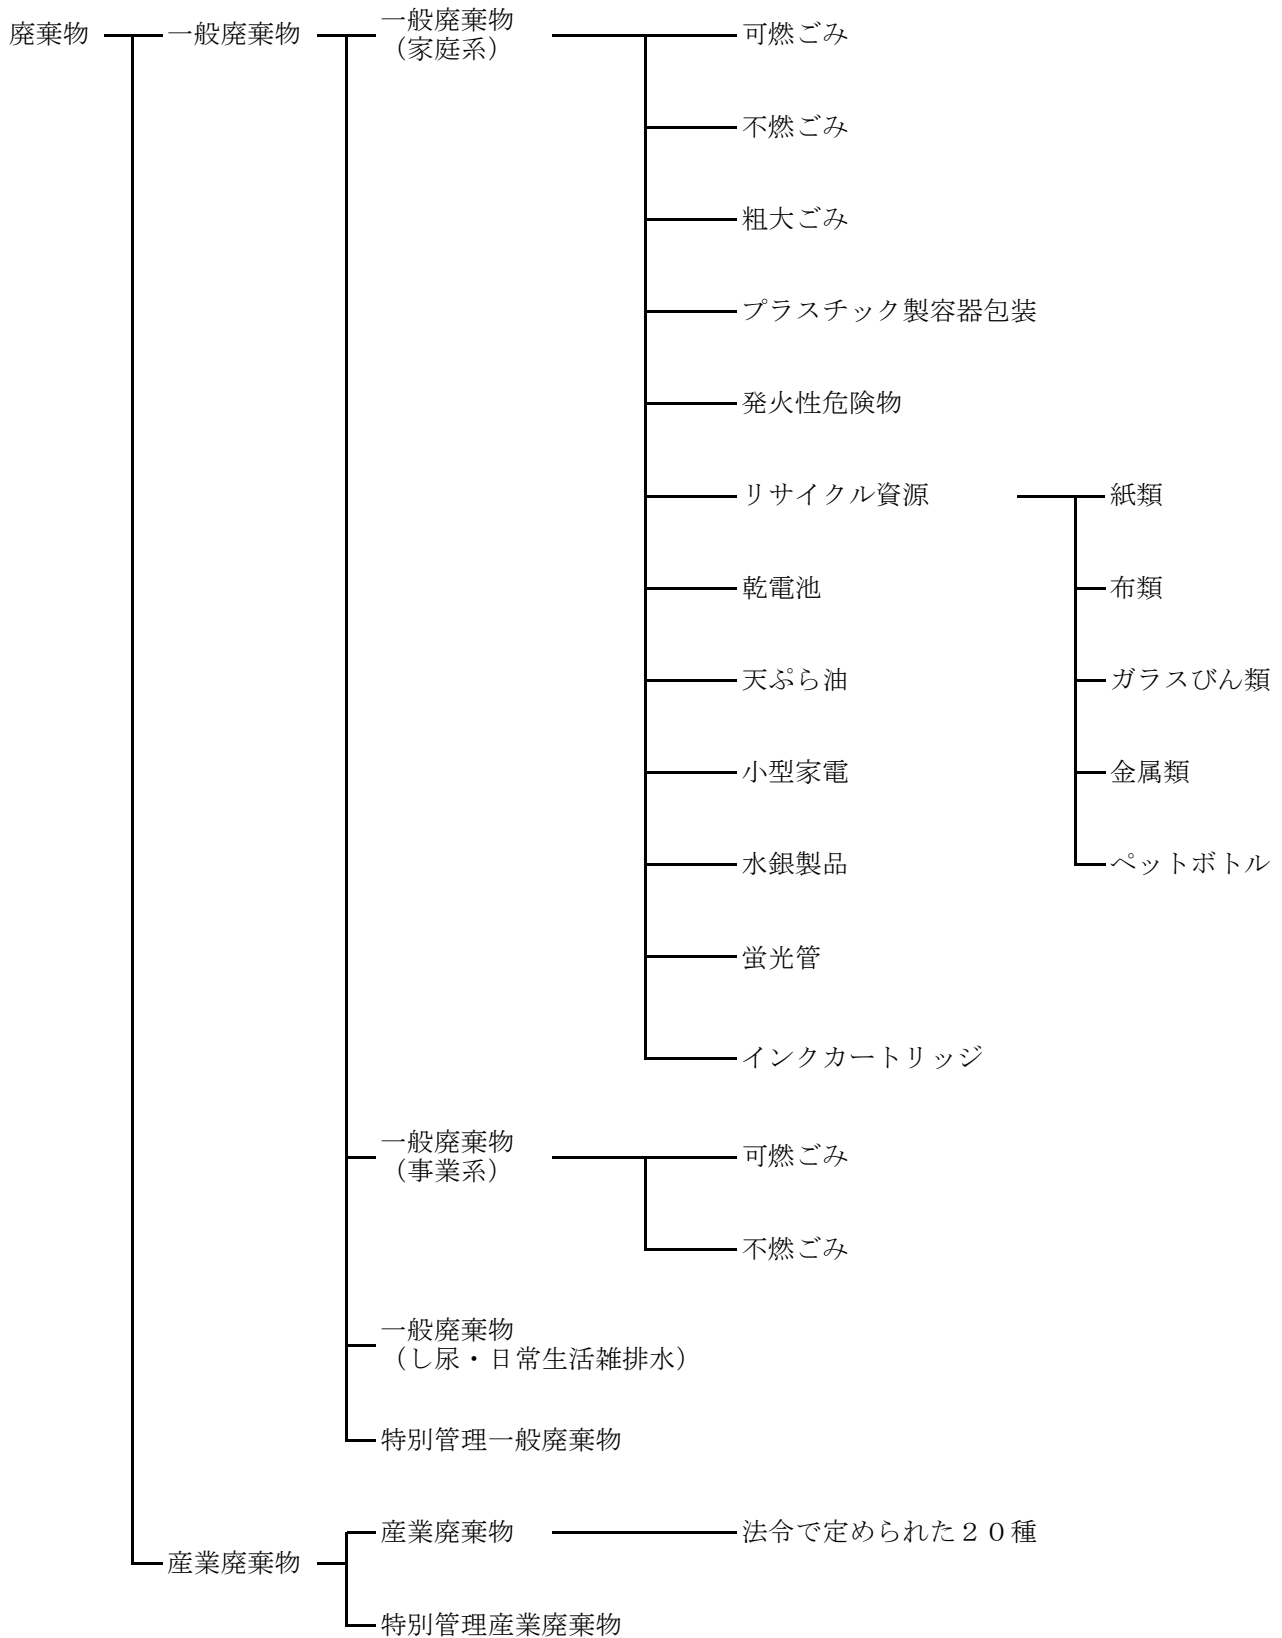 廃棄物
一般廃棄物
一般廃棄物
（家庭系）
可燃ごみ
不燃ごみ
粗大ごみ
プラスチック製容器包装
発火性危険物
リサイクル資源
紙類
乾電池
布類
天ぷら油
ガラスびん類
小型家電
金属類
水銀製品
ペットボトル
蛍光管
インクカートリッジ
一般廃棄物
（事業系）
可燃ごみ
不燃ごみ
一般廃棄物
（し尿・日常生活雑排水）
特別管理一般廃棄物
産業廃棄物
産業廃棄物
法令で定められた２０種
特別管理産業廃棄物